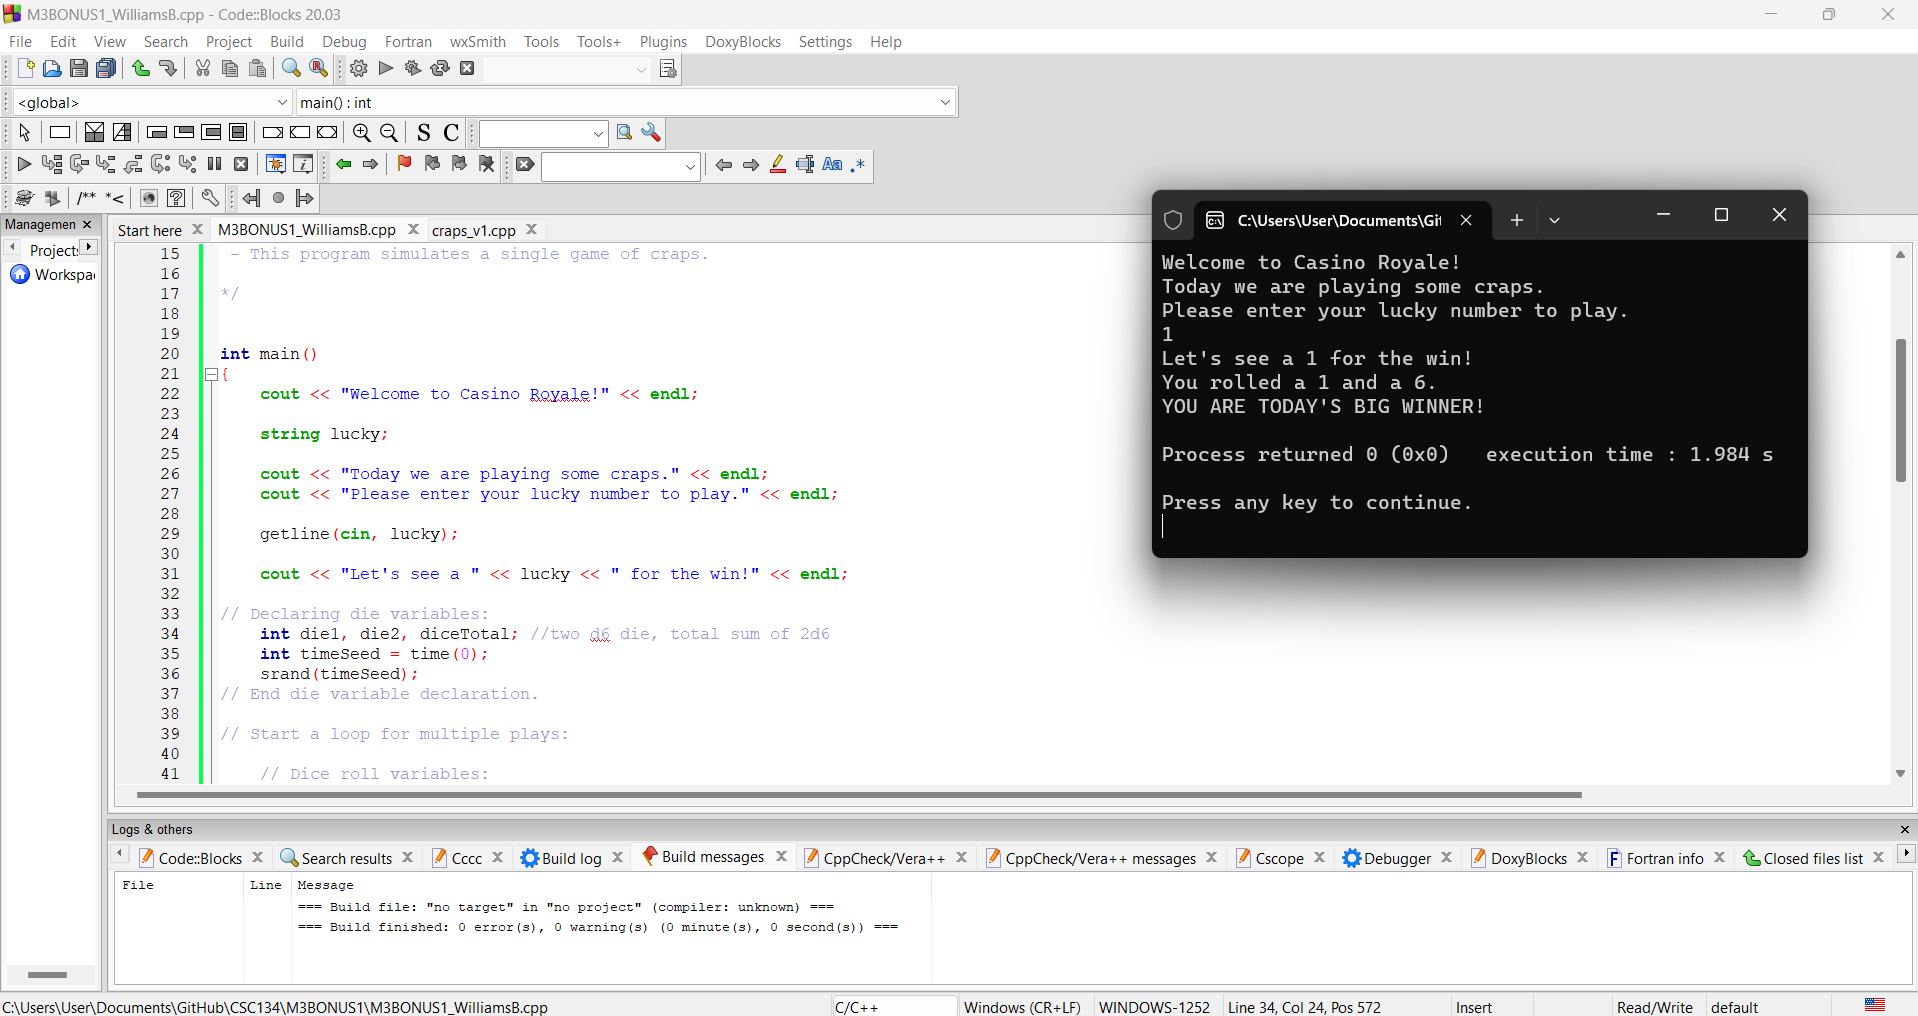 M3BONUS1_WilliamsB.cpp - Code::Blocks 20.03
File Edit View Search Project Build Debug Fortran wxSmith Tools Tools+ Plugins DoxyBlocks Settings Help
<global> main() : int
S C
/** *<
Managemen
Projects
Workspa
Start here M3BONUS1_WilliamsB.cpp craps_v1.cpp
15 - This program simulates a single game of craps.
16
17 */
18
19
20 int main()
21 {
22 cout << "Welcome to Casino Royale!" << endl;
23
24 string lucky;
25
26 cout << "Today we are playing some craps." << endl;
27 cout << "Please enter your lucky number to play." << endl;
28
29 getline(cin, lucky);
30
31 cout << "Let's see a " << lucky << " for the win!" << endl;
32
33 // Declaring die variables:
34 int die1, die2, diceTotal; //two d6 die, total sum of 2d6
35 int timeSeed = time(0);
36 srand(timeSeed);
37 // End die variable declaration.
38
39 // Start a loop for multiple plays:
40
41 // Dice roll variables:
C:\Users\User\Documents\Git
Welcome to Casino Royale!
Today we are playing some craps.
Please enter your lucky number to play.
1
Let's see a 1 for the win!
You rolled a 1 and a 6.
YOU ARE TODAY'S BIG WINNER!
Process returned 0 (0x0) execution time : 1.984 s
Press any key to continue.
Logs & others
Code::Blocks Search results Cccc Build log Build messages CppCheck/Vera++ CppCheck/Vera++ messages Cscope Debugger DoxyBlocks Fortran info Closed files list
File Line Message
=== Build file: "no target" in "no project" (compiler: unknown) ===
=== Build finished: 0 error(s), 0 warning(s) (0 minute(s), 0 second(s)) ===
C:\Users\User\Documents\GitHub\CSC134\M3BONUS1\M3BONUS1_WilliamsB.cpp C/C++ Windows (CR+LF) WINDOWS-1252 Line 34, Col 24, Pos 572 Insert Read/Write default